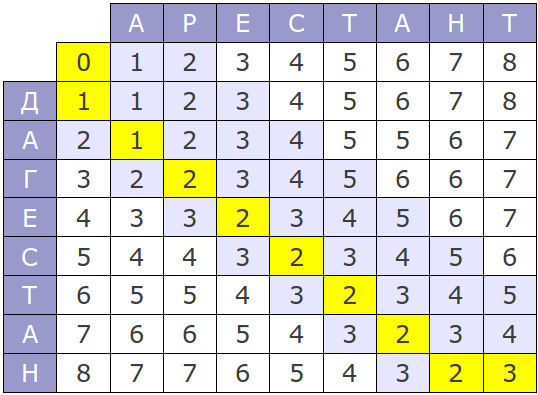 А Р Е С Т А Н Т
0 1 2 3 4 5 6 7 8
Д 1 1 2 3 4 5 6 7 8
А 2 1 2 3 4 5 5 6 7
Г 3 2 2 3 4 5 6 6 7
Е 4 3 3 2 3 4 5 6 7
С 5 4 4 3 2 3 4 5 6
Т 6 5 5 4 3 2 3 4 5
А 7 6 6 5 4 3 2 3 4
Н 8 7 7 6 5 4 3 2 3